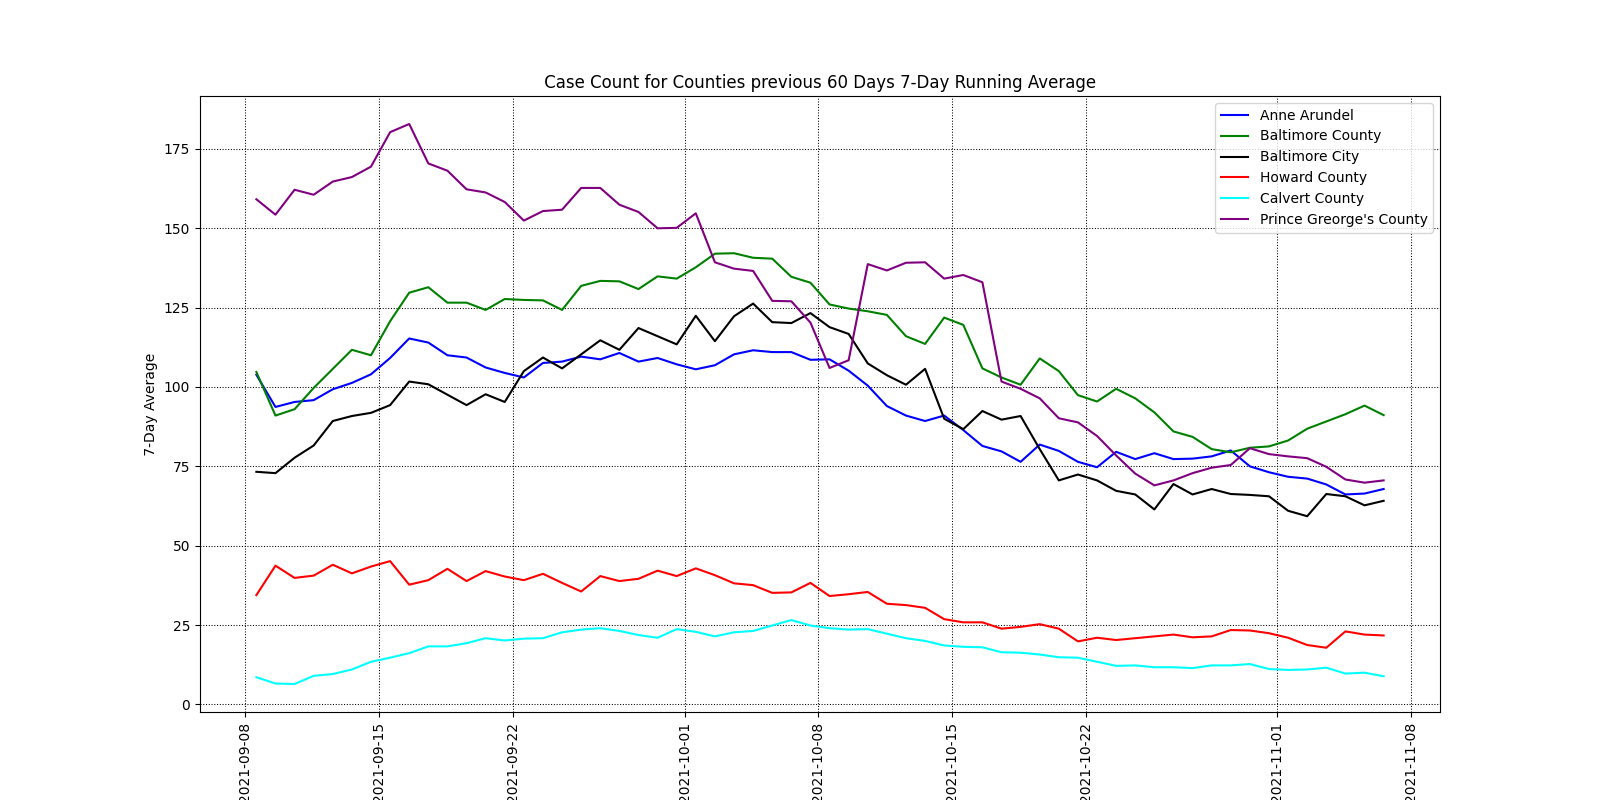 Case Count for Counties previous 60 Days 7-Day Running Average
Anne Arundel
Baltimore County
Baltimore City
Howard County
Calvert County
Prince Greorge's County
7-Day Average
175
150
125
100
75
50
25
0
2021-09-08
2021-09-15
2021-09-22
2021-10-01
2021-10-08
2021-10-15
2021-10-22
2021-11-01
2021-11-08